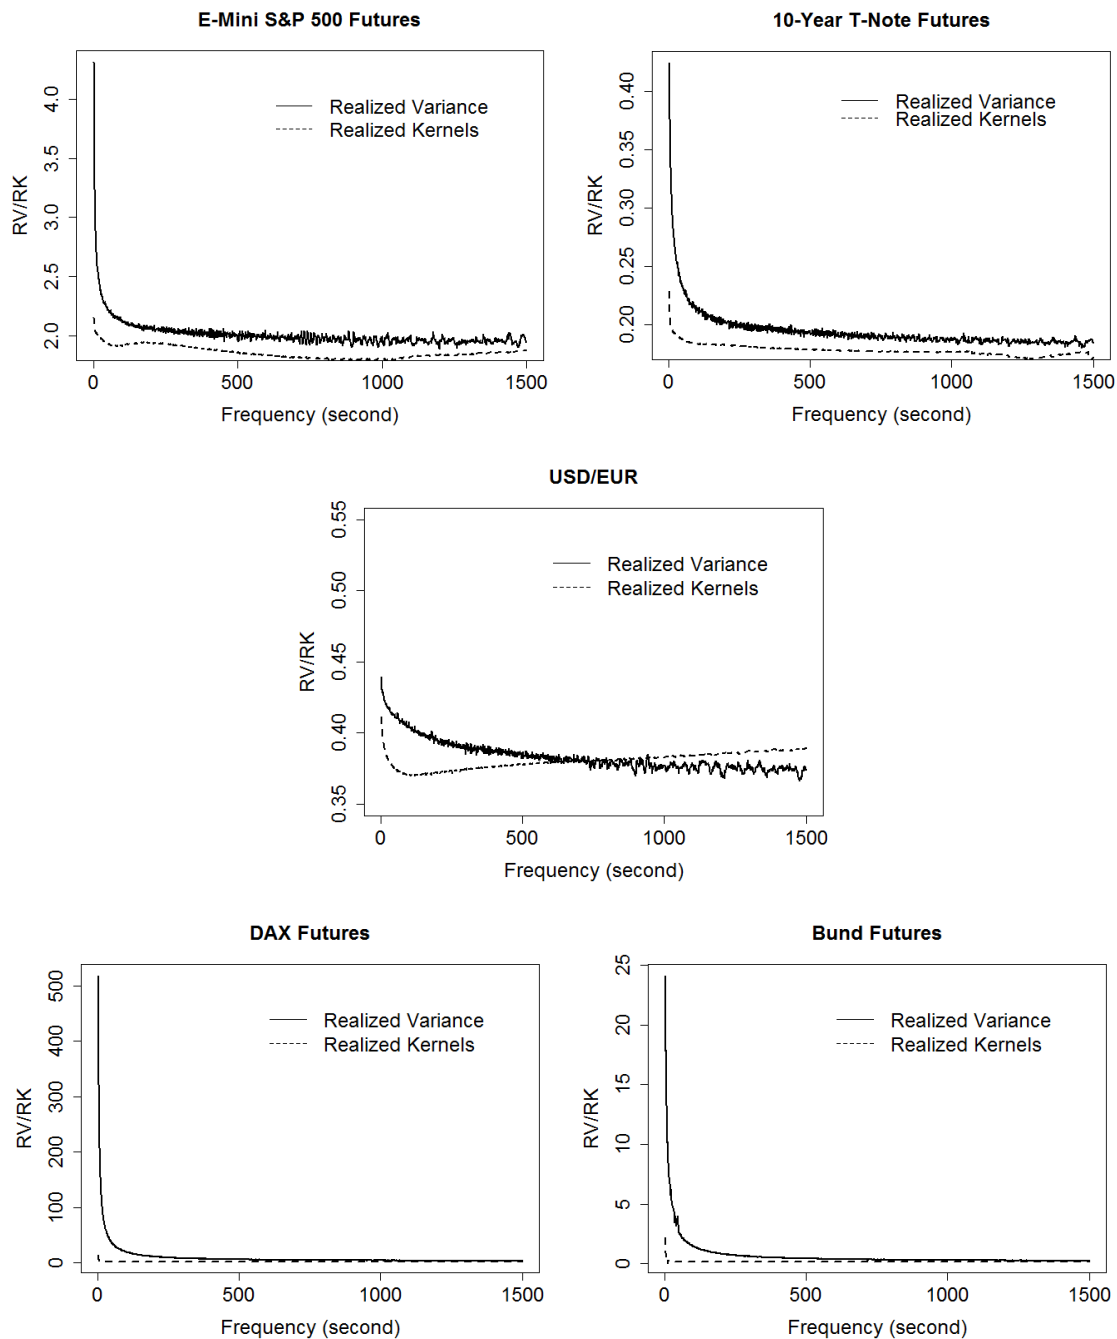 E-Mini S&P 500 Futures
RV/RK
4.0
3.5
3.0
2.5
2.0
Realized Variance
Realized Kernels
0 500 1000 1500
Frequency (second)
10-Year T-Note Futures
RV/RK
0.40
0.35
0.30
0.25
0.20
Realized Variance
Realized Kernels
0 500 1000 1500
Frequency (second)
USD/EUR
RV/RK
0.55
0.50
0.45
0.40
0.35
Realized Variance
Realized Kernels
0 500 1000 1500
Frequency (second)
DAX Futures
RV/RK
500
400
300
200
100
0
Realized Variance
Realized Kernels
0 500 1000 1500
Frequency (second)
Bund Futures
RV/RK
25
20
15
10
5
0
Realized Variance
Realized Kernels
0 500 1000 1500
Frequency (second)